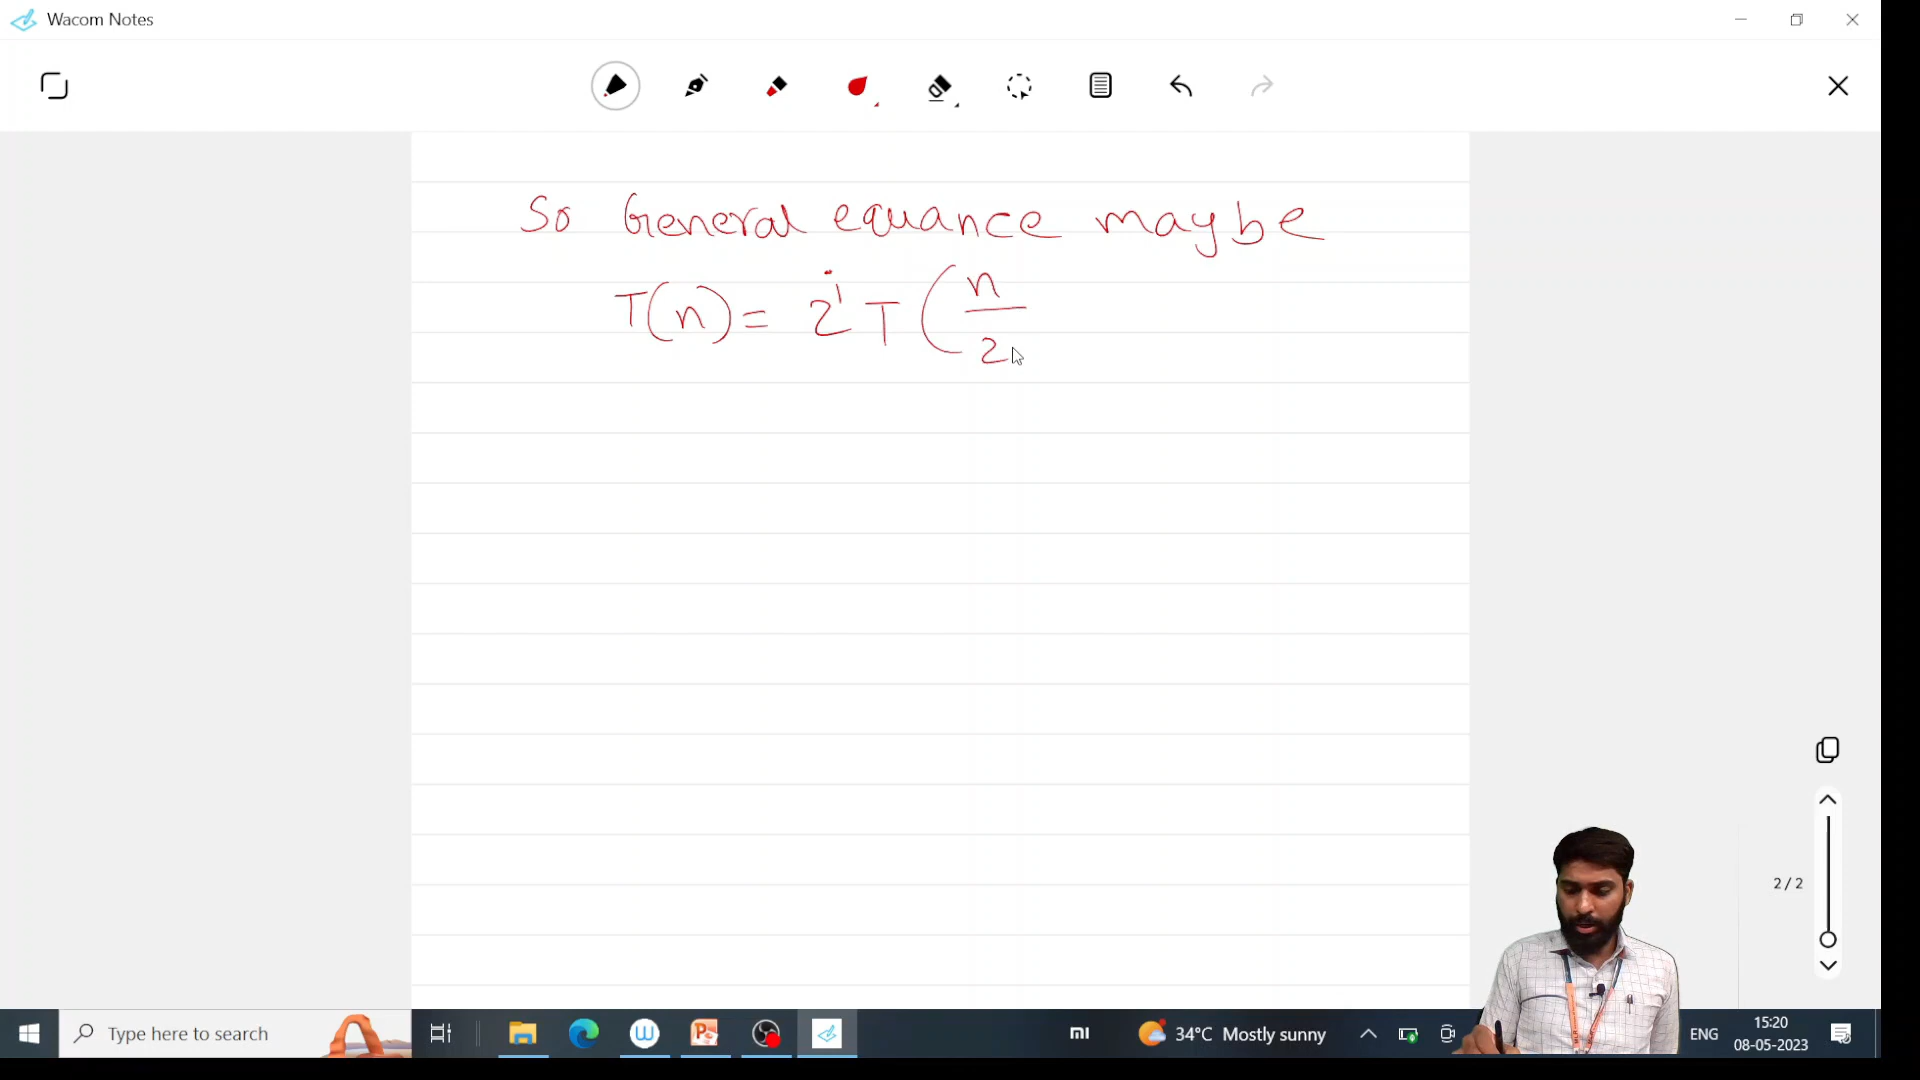 Wacom Notes
So General equance maybe
T(n) = 2^i T ( n / 2
2 / 2
Type here to search
34°C Mostly sunny
ENG
15:20
08-05-2023